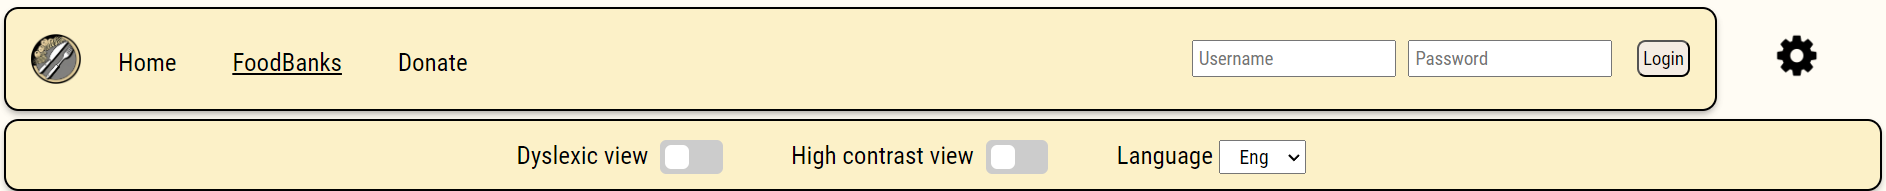 Home FoodBanks Donate Username Password Login
Dyslexic view High contrast view Language Eng